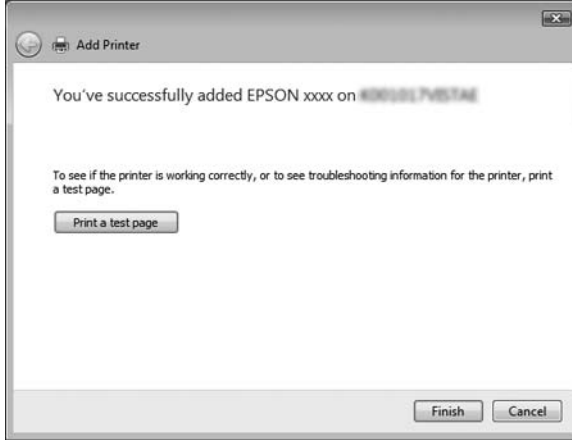 Add Printer
You've successfully added EPSON xxxx on
To see if the printer is working correctly, or to see troubleshooting information for the printer, print
a test page.
Print a test page
Finish
Cancel